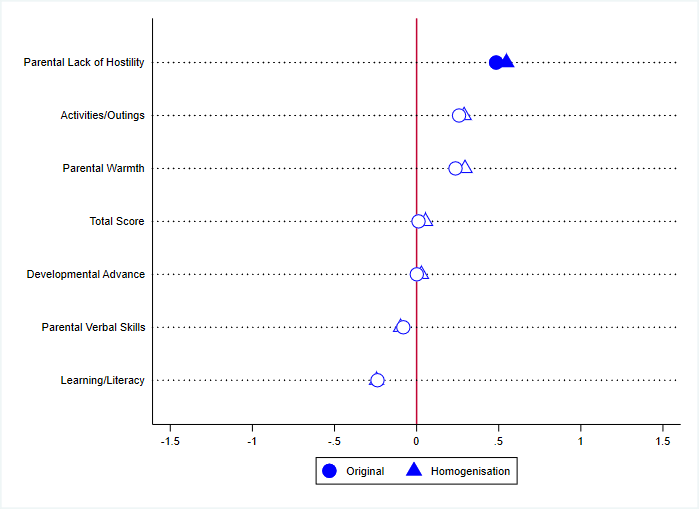 Parental Lack of Hostility
Activities/Outings
Parental Warmth
Total Score
Developmental Advance
Parental Verbal Skills
Learning/Literacy
-1.5 -1 -.5 0 .5 1 1.5
Original Homogenisation